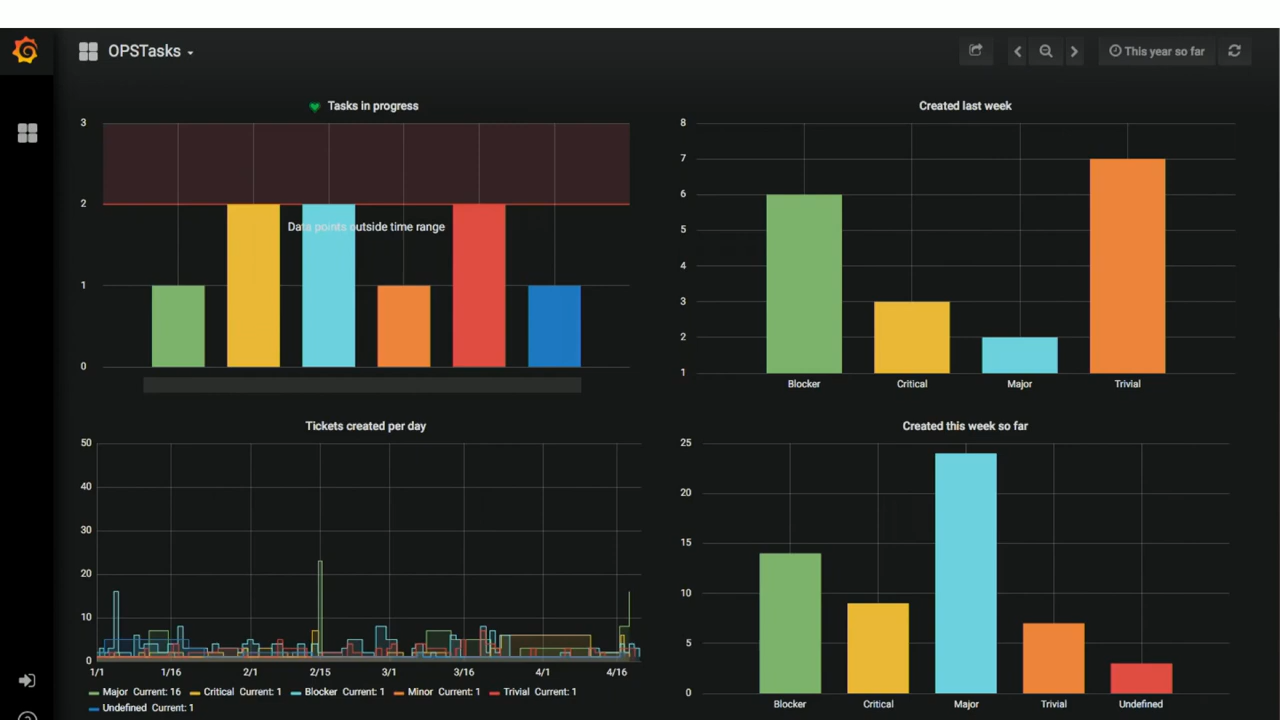 OPSTasks
This year so far
Tasks in progress
3
2
1
0
Data points outside time range
Created last week
8
7
6
5
4
3
2
1
Blocker Critical Major Trivial
Tickets created per day
50
40
30
20
10
0
1/1 1/16 2/1 2/15 3/1 3/16 4/1 4/16
Major Current: 16 Critical Current: 1 Blocker Current: 1 Minor Current: 1 Trivial Current: 1
Undefined Current: 1
Created this week so far
25
20
15
10
5
0
Blocker Critical Major Trivial Undefined